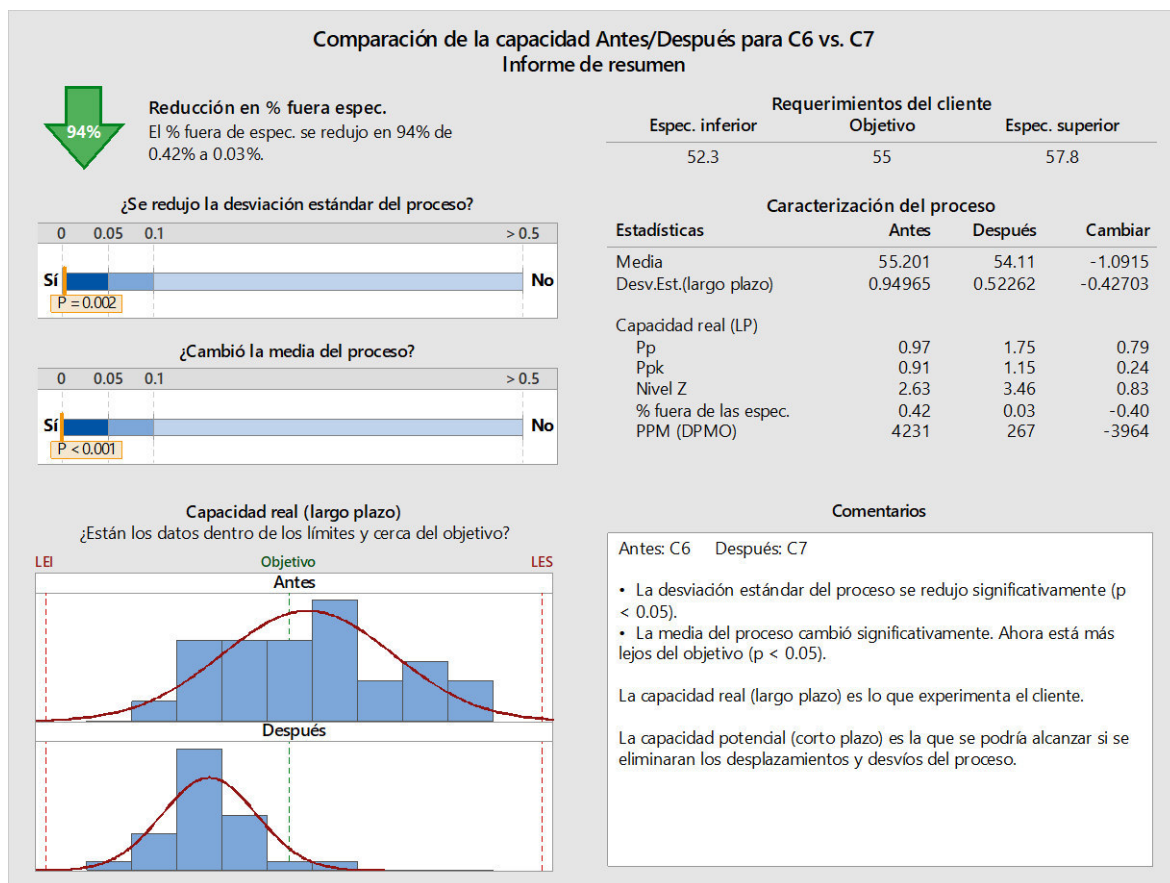 Comparación de la capacidad Antes/Después para C6 vs. C7
Informe de resumen
94%
Reducción en % fuera espec.
El % fuera de espec. se redujo en 94% de
0.42% a 0.03%.
¿Se redujo la desviación estándar del proceso?
0 0.05 0.1 > 0.5
Sí No
P = 0.002
¿Cambió la media del proceso?
0 0.05 0.1 > 0.5
Sí No
P < 0.001
Capacidad real (largo plazo)
¿Están los datos dentro de los límites y cerca del objetivo?
LEI Objetivo LES
Antes
Después
Requerimientos del cliente
Espec. inferior Objetivo Espec. superior
52.3 55 57.8
Caracterización del proceso
Estadísticas Antes Después Cambiar
Media 55.201 54.11 -1.0915
Desv.Est.(largo plazo) 0.94965 0.52262 -0.42703
Capacidad real (LP)
Pp 0.97 1.75 0.79
Ppk 0.91 1.15 0.24
Nivel Z 2.63 3.46 0.83
% fuera de las espec. 0.42 0.03 -0.40
PPM (DPMO) 4231 267 -3964
Comentarios
Antes: C6 Después: C7
• La desviación estándar del proceso se redujo significativamente (p
< 0.05).
• La media del proceso cambió significativamente. Ahora está más
lejos del objetivo (p < 0.05).
La capacidad real (largo plazo) es lo que experimenta el cliente.
La capacidad potencial (corto plazo) es la que se podría alcanzar si se
eliminaran los desplazamientos y desvíos del proceso.